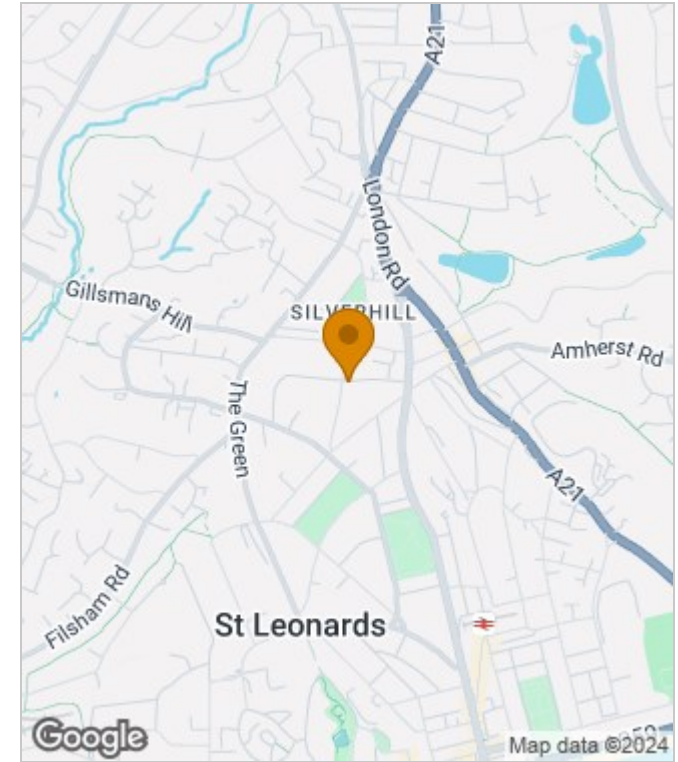 A21
London Rd
Gillsmans Hill
SILVERHILL
Amherst Rd
The Green
A21
Filsham Rd
St Leonards
Google
Map data ©2024